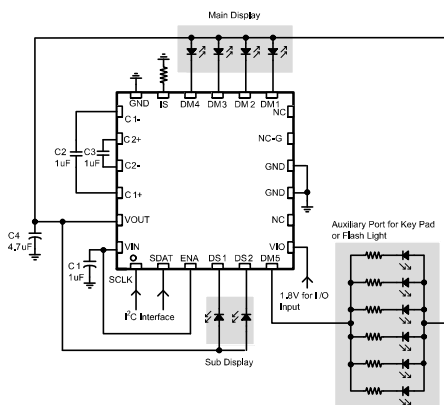 Main Display
GND
IS
DM4
DM3
DM2
DM1
C1-
NC
C2
1uF
C3
1uF
C2+
NC-G
C2-
GND
C1+
GND
VOUT
NC
C4
4.7uF
Auxiliary Port for Key Pad
or Flash Light
VIN
VIO
C1
1uF
SCLK
SDAT
ENA
DS1
DS2
DM5
I²C Interface
1.8V for I/O
Input
Sub Display